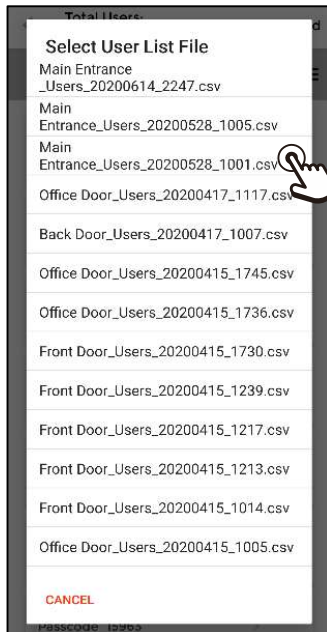 Total Users:
Select User List File
Main Entrance
_Users_20200614_2247.csv
Main
Entrance_Users_20200528_1005.csv
Main
Entrance_Users_20200528_1001.csv
Office Door_Users_20200417_1117.csv
Back Door_Users_20200417_1007.csv
Office Door_Users_20200415_1745.csv
Office Door_Users_20200415_1736.csv
Front Door_Users_20200415_1730.csv
Front Door_Users_20200415_1239.csv
Front Door_Users_20200415_1217.csv
Front Door_Users_20200415_1213.csv
Front Door_Users_20200415_1014.csv
Office Door_Users_20200415_1005.csv
CANCEL
Passcode 15963